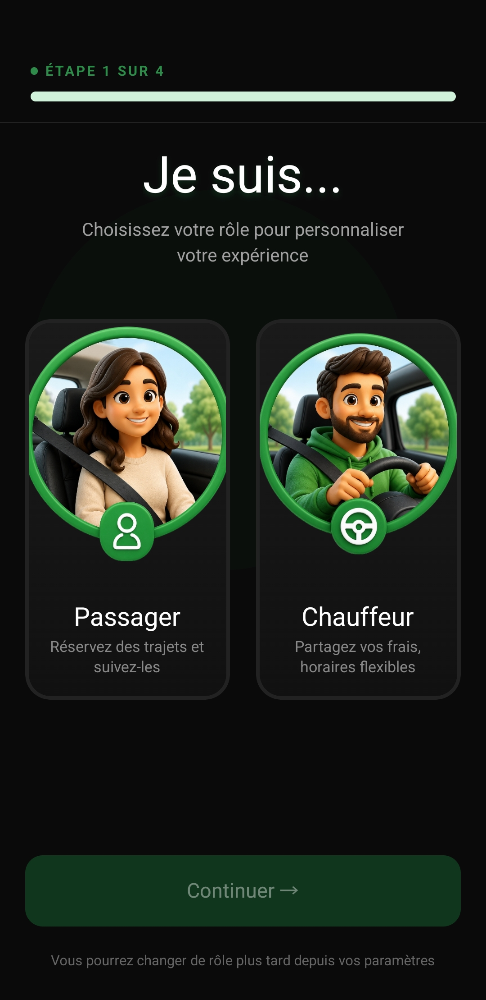 ÉTAPE 1 SUR 4
Je suis...
Choisissez votre rôle pour personnaliser
votre expérience
Passager
Réservez des trajets et
suivez-les
Chauffeur
Partagez vos frais,
horaires flexibles
Continuer →
Vous pourrez changer de rôle plus tard depuis vos paramètres